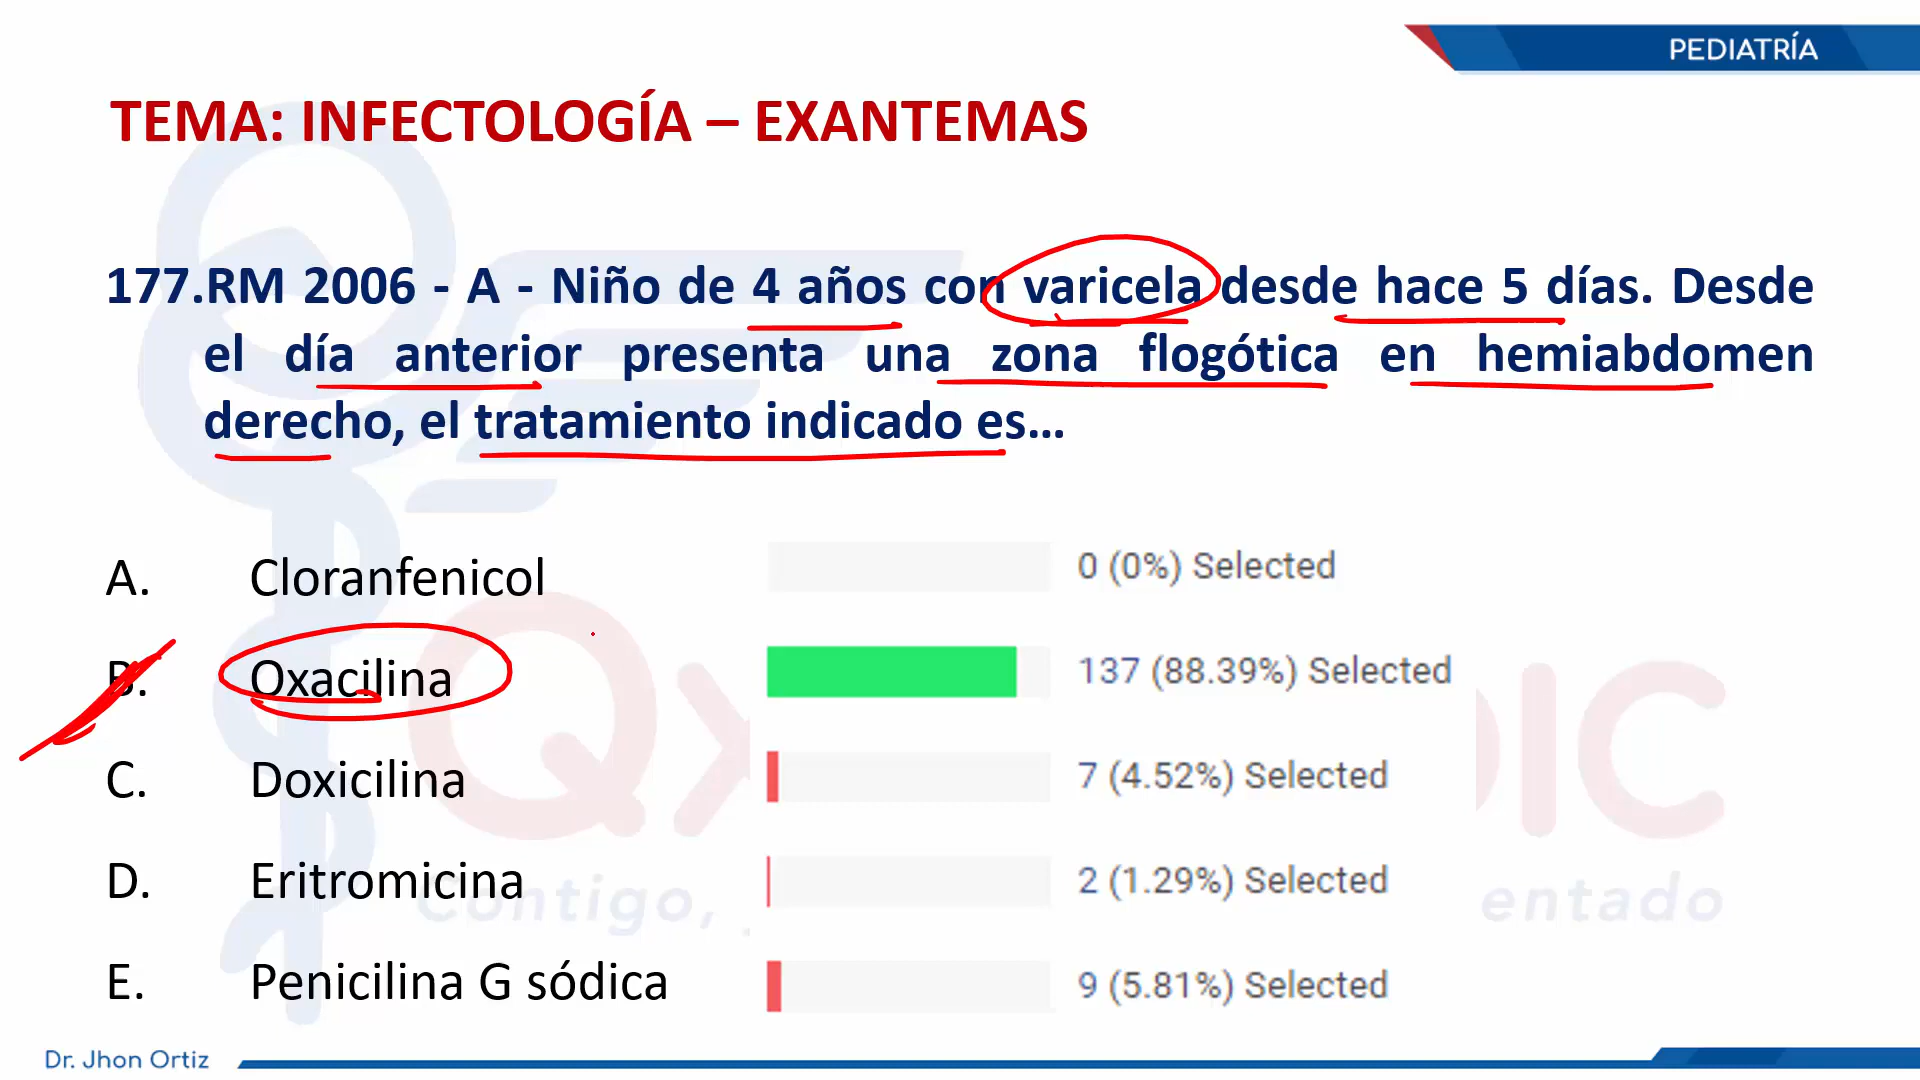 PEDIATRÍA
TEMA: INFECTOLOGÍA – EXANTEMAS
177.RM 2006 - A - Niño de 4 años con varicela desde hace 5 días. Desde
el día anterior presenta una zona flogótica en hemiabdomen
derecho, el tratamiento indicado es...
A. Cloranfenicol 0 (0%) Selected
B. Oxacilina 137 (88.39%) Selected
C. Doxicilina 7 (4.52%) Selected
D. Eritromicina 2 (1.29%) Selected
Contigo, entado
E. Penicilina G sódica 9 (5.81%) Selected
Dr. Jhon Ortiz